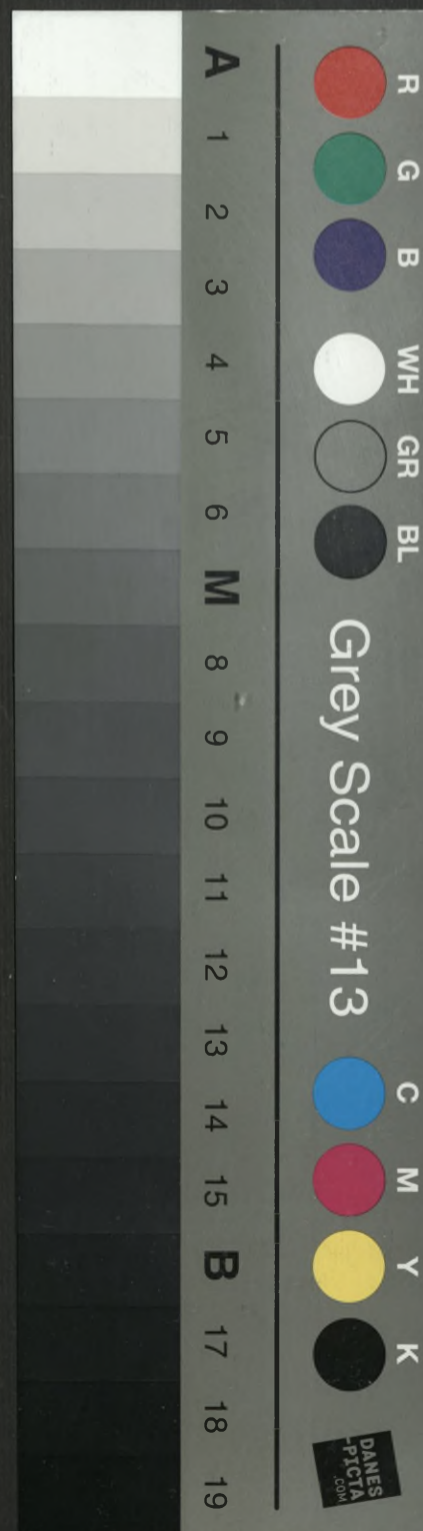 R G B WH GR BL Grey Scale #13 C M Y K
DANES
-PICTA
.COM
A 1 2 3 4 5 6 M 8 9 10 11 12 13 14 15 B 17 18 19